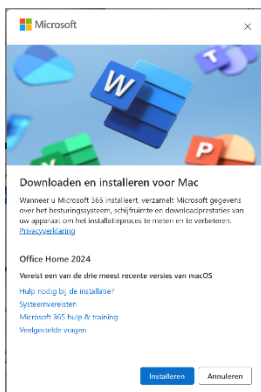 Microsoft
W
T
P
Downloaden en installeren voor Mac
Wanneer u Microsoft 365 installeert, verzamelt Microsoft gegevens
over het besturingssysteem, schijfruimte en downloadprestaties van
uw apparaat om het installatieproces te meten en te verbeteren.
Privacyverklaring
Office Home 2024
Vereist een van de drie meest recente versies van macOS
Hulp nodig bij de installatie?
Systeemvereisten
Microsoft 365 hulp & training
Veelgestelde vragen
Installeren Annuleren